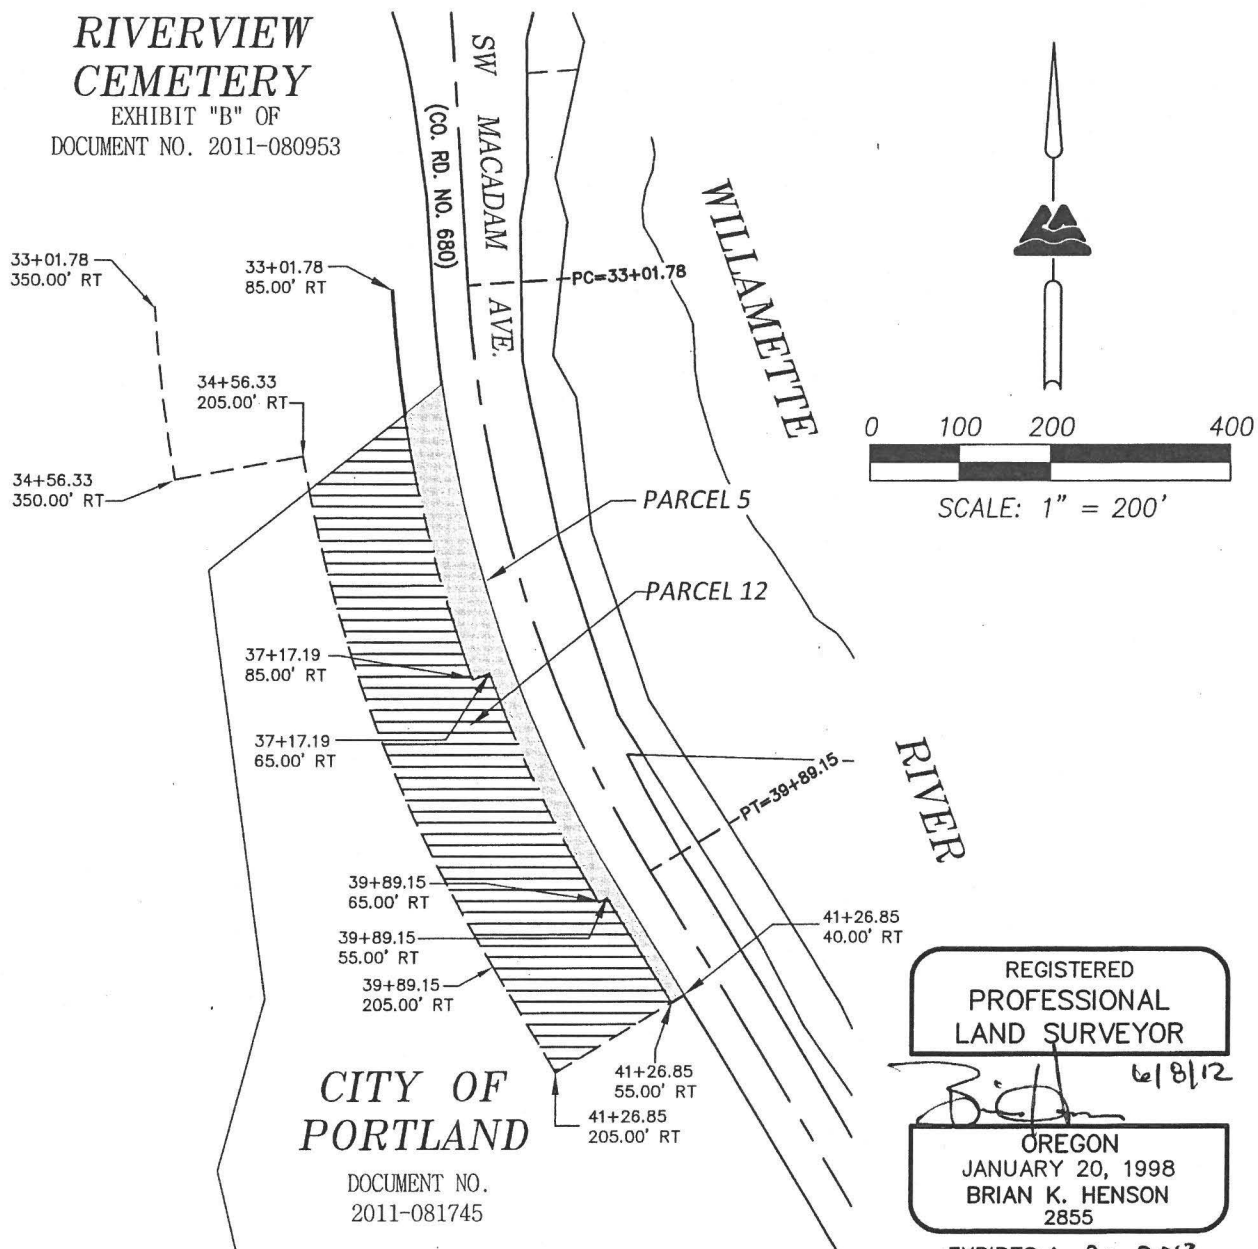 RIVERVIEW
CEMETERY
EXHIBIT "B" OF
DOCUMENT NO. 2011-080953
SW MACADAM AVE.
(CO. RD. NO. 680)
WILLAMETTE
RIVER
33+01.78
350.00' RT
33+01.78
85.00' RT
PC=33+01.78
34+56.33
205.00' RT
34+56.33
350.00' RT
0 100 200 400
SCALE: 1" = 200'
PARCEL 5
PARCEL 12
37+17.19
85.00' RT
37+17.19
65.00' RT
PT=39+89.15
39+89.15
65.00' RT
39+89.15
55.00' RT
39+89.15
205.00' RT
41+26.85
40.00' RT
41+26.85
55.00' RT
41+26.85
205.00' RT
CITY OF
PORTLAND
DOCUMENT NO.
2011-081745
REGISTERED
PROFESSIONAL
LAND SURVEYOR
6/8/12
OREGON
JANUARY 20, 1998
BRIAN K. HENSON
2855